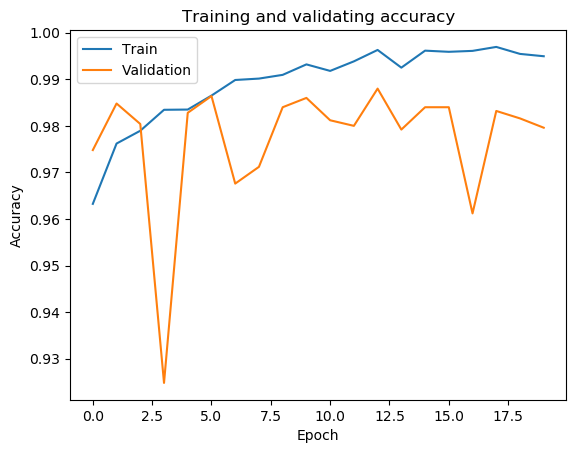 Training and validating accuracy
Train
Validation
1.00
0.99
0.98
0.97
0.96
0.95
0.94
0.93
Accuracy
0.0 2.5 5.0 7.5 10.0 12.5 15.0 17.5
Epoch